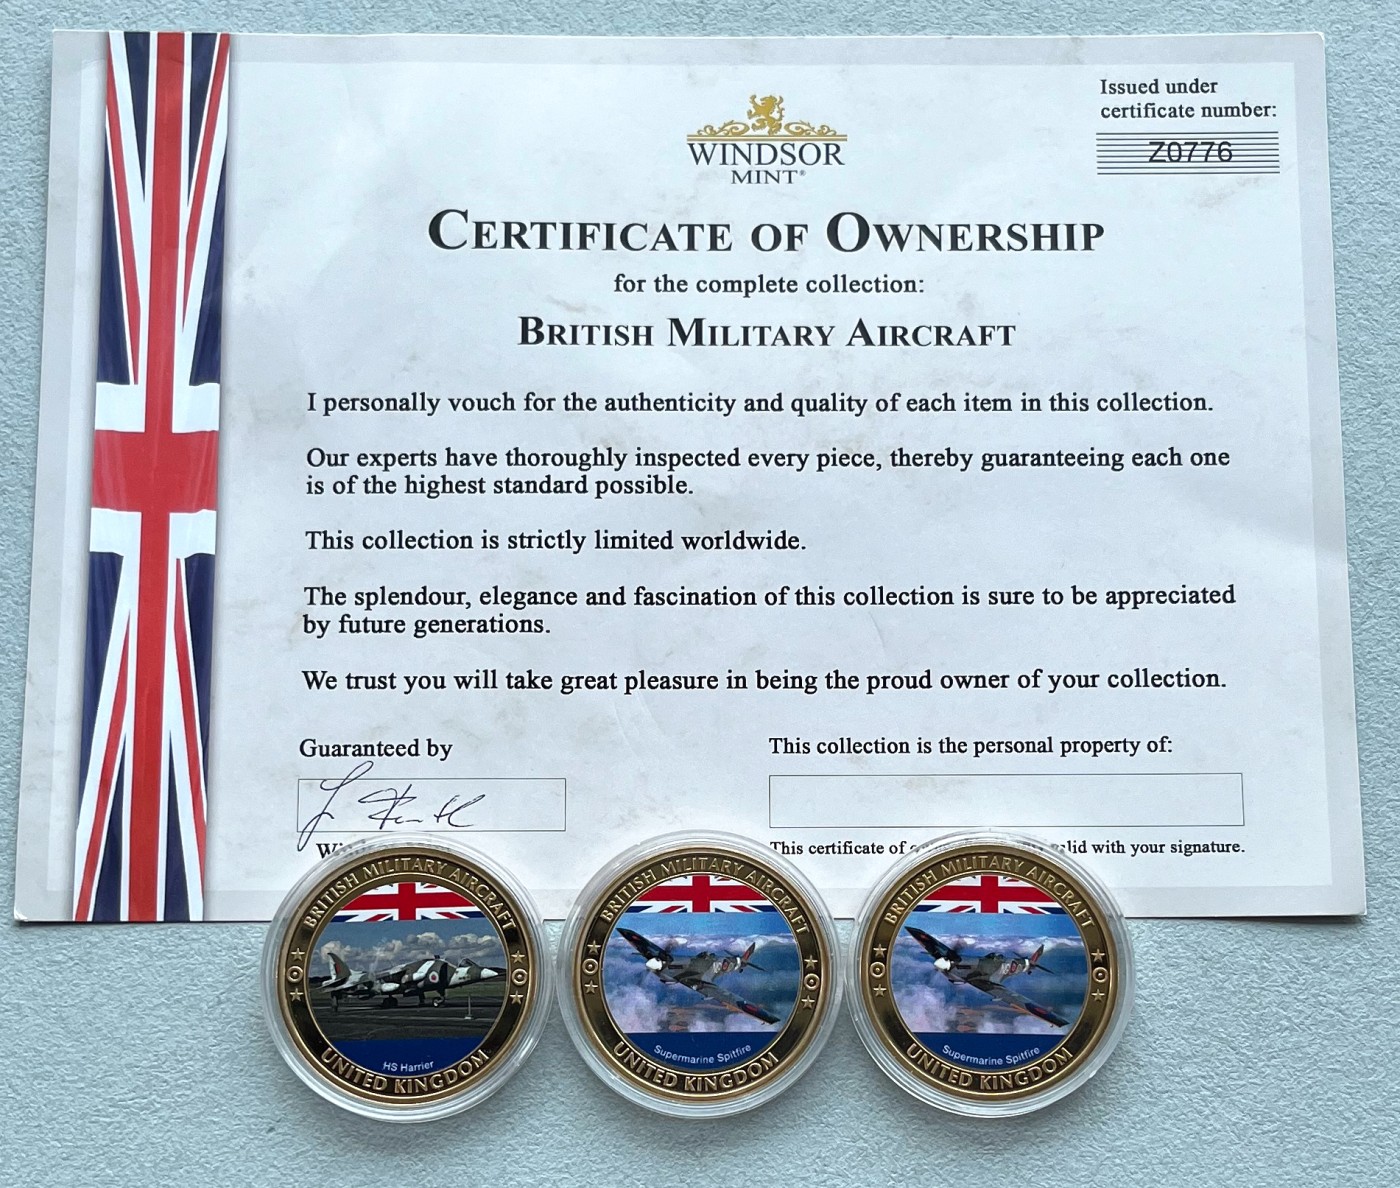 Issued under
certificate number:
Z0776
WINDSOR
MINT®
CERTIFICATE OF OWNERSHIP
for the complete collection:
BRITISH MILITARY AIRCRAFT
I personally vouch for the authenticity and quality of each item in this collection.
Our experts have thoroughly inspected every piece, thereby guaranteeing each one
is of the highest standard possible.
This collection is strictly limited worldwide.
The splendour, elegance and fascination of this collection is sure to be appreciated
by future generations.
We trust you will take great pleasure in being the proud owner of your collection.
Guaranteed by
This collection is the personal property of:
This certificate of with your signature.
BRITISH MILITARY AIRCRAFT
HS Harrier
UNITED KINGDOM
BRITISH MILITARY AIRCRAFT
Supermarine Spitfire
UNITED KINGDOM
BRITISH MILITARY AIRCRAFT
Supermarine Spitfire
UNITED KINGDOM